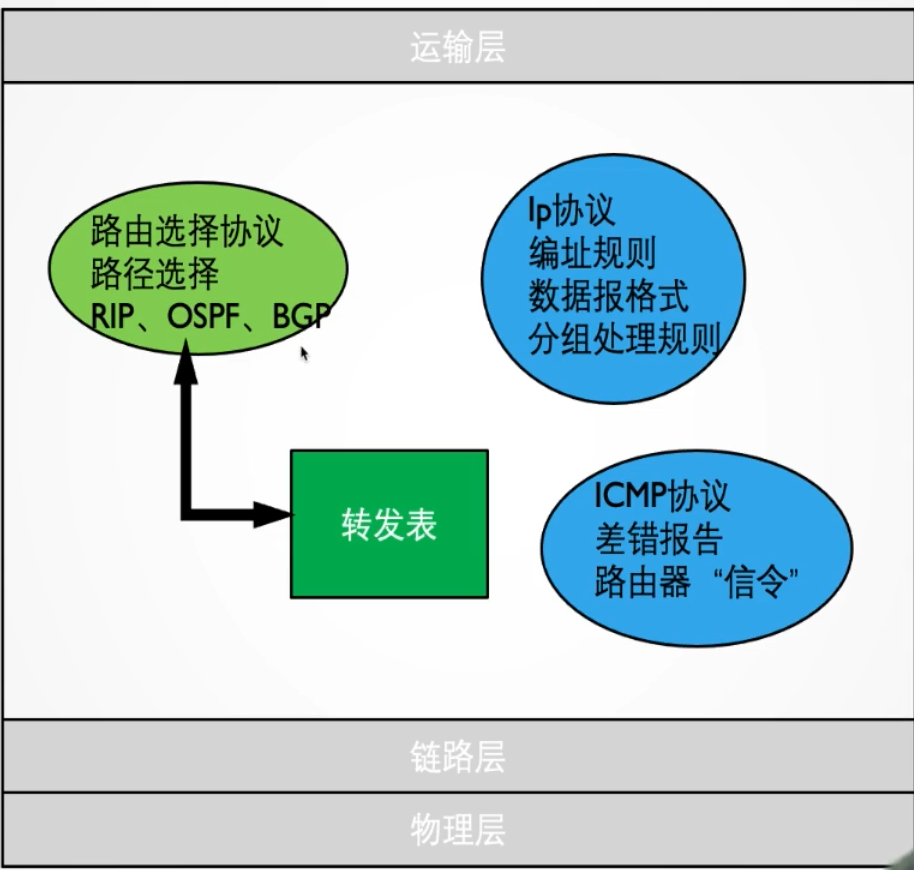 运输层
路由选择协议
路径选择
RIP、OSPF、BGP
Ip协议
编址规则
数据报格式
分组处理规则
转发表
ICMP协议
差错报告
路由器 “信令”
链路层
物理层